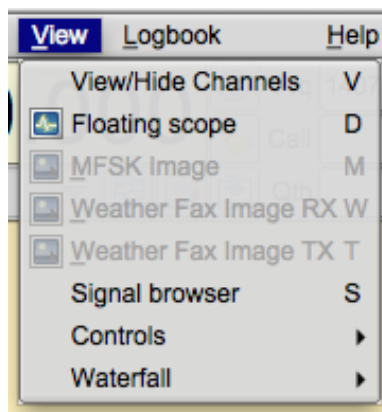 View Logbook Help
View/Hide Channels V
Floating scope D
MFSK Image M
Weather Fax Image RX W
Weather Fax Image TX T
Signal browser S
Controls
Waterfall